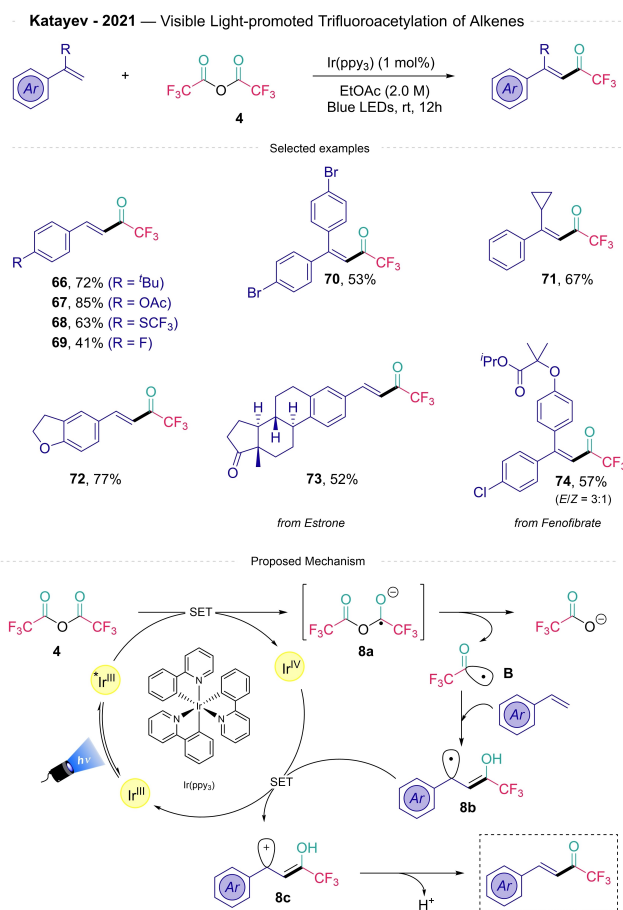 Katayev - 2021 — Visible Light-promoted Trifluoroacetylation of Alkenes
R
Ar
+
O O
F₃C O CF₃
4
Ir(ppy₃) (1 mol%)
EtOAc (2.0 M)
Blue LEDs, rt, 12h
R O
Ar CF₃
Selected examples
O
CF₃
R
66, 72% (R = ᵗBu)
67, 85% (R = OAc)
68, 63% (R = SCF₃)
69, 41% (R = F)
Br
O
CF₃
Br
70, 53%
O
CF₃
71, 67%
O
CF₃
O
72, 77%
O
CF₃
H H
H
O
73, 52%
from Estrone
ⁱPrO
O
O
O
CF₃
Cl
74, 57%
(E/Z = 3:1)
from Fenofibrate
Proposed Mechanism
O O
F₃C O CF₃
4
SET
O O⊖
F₃C O • CF₃
8a
O
F₃C O⊖
*Irᴵᴵᴵ
Irᴵⱽ
N
Ir
N N
Ir(ppy₃)
O
F₃C •
B
Ar
hν
Irᴵᴵᴵ
SET
• OH
Ar CF₃
8b
+ OH
Ar CF₃
8c
H⁺
O
Ar CF₃